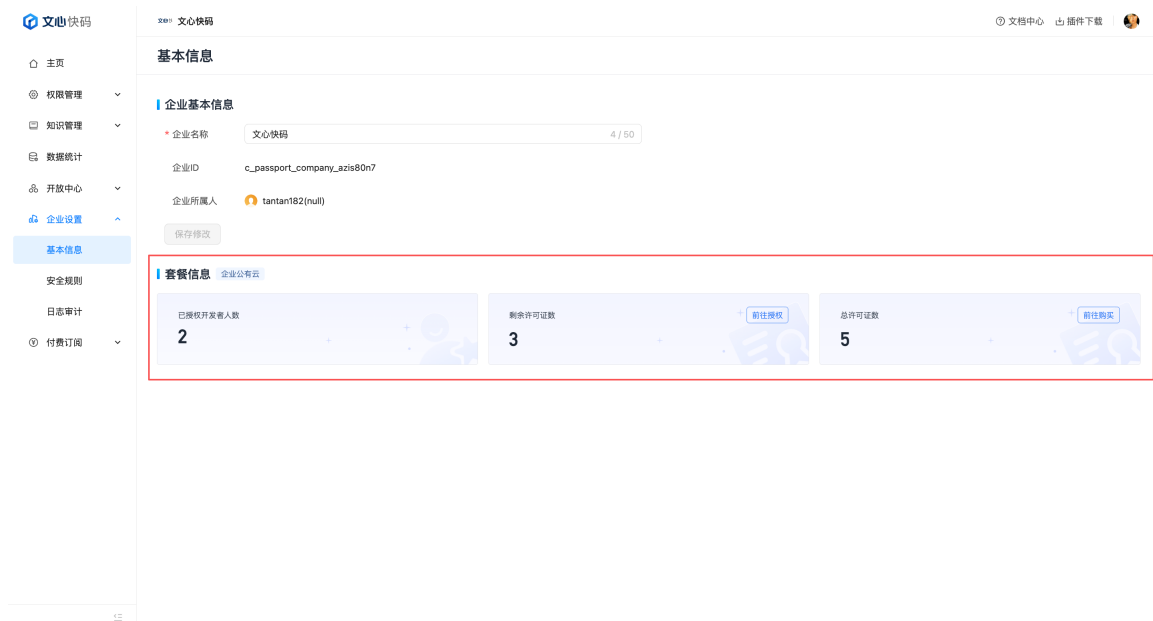 文心快码
文心快码
文档中心
插件下载
主页
权限管理
知识管理
数据统计
开放中心
企业设置
基本信息
安全规则
日志审计
付费订阅
基本信息
企业基本信息
* 企业名称 文心快码 4 / 50
企业ID c_passport_company_azis80n7
企业所属人 tantan182(null)
保存修改
套餐信息 企业公有云
已授权开发者人数
2
剩余许可证数 前往授权
3
总许可证数 前往购买
5